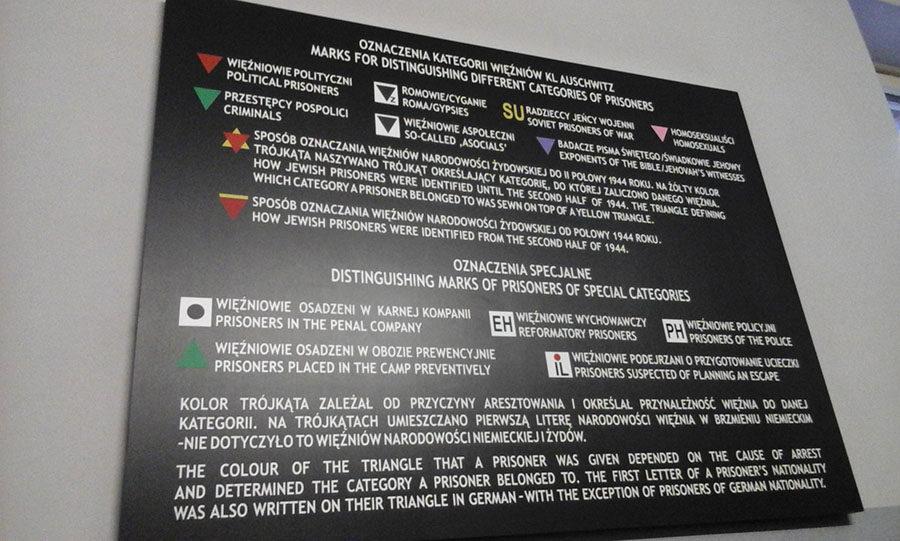 OZNACZENIA KATEGORII WIĘŹNIÓW KL AUSCHWITZ
MARKS FOR DISTINGUISHING DIFFERENT CATEGORIES OF PRISONERS
WIĘŹNIOWIE POLITYCZNI
POLITICAL PRISONERS
Z
ROMOWIE/CYGANIE
ROMA/GYPSIES
SU
RADZIECCY JEŃCY WOJENNI
SOVIET PRISONERS OF WAR
HOMOSEKSUALIŚCI
HOMOSEXUALS
PRZESTĘPCY POSPOLICI
CRIMINALS
WIĘŹNIOWIE ASPOŁECZNI
SO-CALLED „ASOCIALS'
BADACZE PISMA ŚWIĘTEGO/ŚWIADKOWIE JEHOWY
EXPONENTS OF THE BIBLE/JEHOVAH'S WITNESSES
SPOSÓB OZNACZANIA WIĘŹNIÓW NARODOWOŚCI ŻYDOWSKIEJ DO II POŁOWY 1944 ROKU. NA ŻÓŁTY KOLOR
TRÓJKĄTA NASZYWANO TRÓJKĄT OKREŚLAJĄCY KATEGORIĘ, DO KTÓREJ ZALICZONO DANEGO WIĘŹNIA.
HOW JEWISH PRISONERS WERE IDENTIFIED UNTIL THE SECOND HALF OF 1944. THE TRIANGLE DEFINING
WHICH CATEGORY A PRISONER BELONGED TO WAS SEWN ON TOP OF A YELLOW TRIANGLE.
SPOSÓB OZNACZANIA WIĘŹNIÓW NARODOWOŚCI ŻYDOWSKIEJ OD POŁOWY 1944 ROKU.
HOW JEWISH PRISONERS WERE IDENTIFIED FROM THE SECOND HALF OF 1944.
OZNACZENIA SPECJALNE
DISTINGUISHING MARKS OF PRISONERS OF SPECIAL CATEGORIES
WIĘŹNIOWIE OSADZENI W KARNEJ KOMPANII
PRISONERS IN THE PENAL COMPANY
EH
WIĘŹNIOWIE WYCHOWAWCZY
REFORMATORY PRISONERS
PH
WIĘŹNIOWIE POLICYJNI
PRISONERS OF THE POLICE
WIĘŹNIOWIE OSADZENI W OBOZIE PREWENCYJNIE
PRISONERS PLACED IN THE CAMP PREVENTIVELY
iL
WIĘŹNIOWIE PODEJRZANI O PRZYGOTOWANIE UCIECZKI
PRISONERS SUSPECTED OF PLANNING AN ESCAPE
KOLOR TRÓJKĄTA ZALEŻAŁ OD PRZYCZYNY ARESZTOWANIA I OKREŚLAŁ PRZYNALEŻNOŚĆ WIĘŹNIA DO DANEJ
KATEGORII. NA TRÓJKĄTACH UMIESZCZANO PIERWSZĄ LITERĘ NARODOWOŚCI WIĘŹNIA W BRZMIENIU NIEMIECKIM
-NIE DOTYCZYŁO TO WIĘŹNIÓW NARODOWOŚCI NIEMIECKIEJ I ŻYDÓW.
THE COLOUR OF THE TRIANGLE THAT A PRISONER WAS GIVEN DEPENDED ON THE CAUSE OF ARREST
AND DETERMINED THE CATEGORY A PRISONER BELONGED TO. THE FIRST LETTER OF A PRISONER'S NATIONALITY
WAS ALSO WRITTEN ON THEIR TRIANGLE IN GERMAN-WITH THE EXCEPTION OF PRISONERS OF GERMAN NATIONALITY.